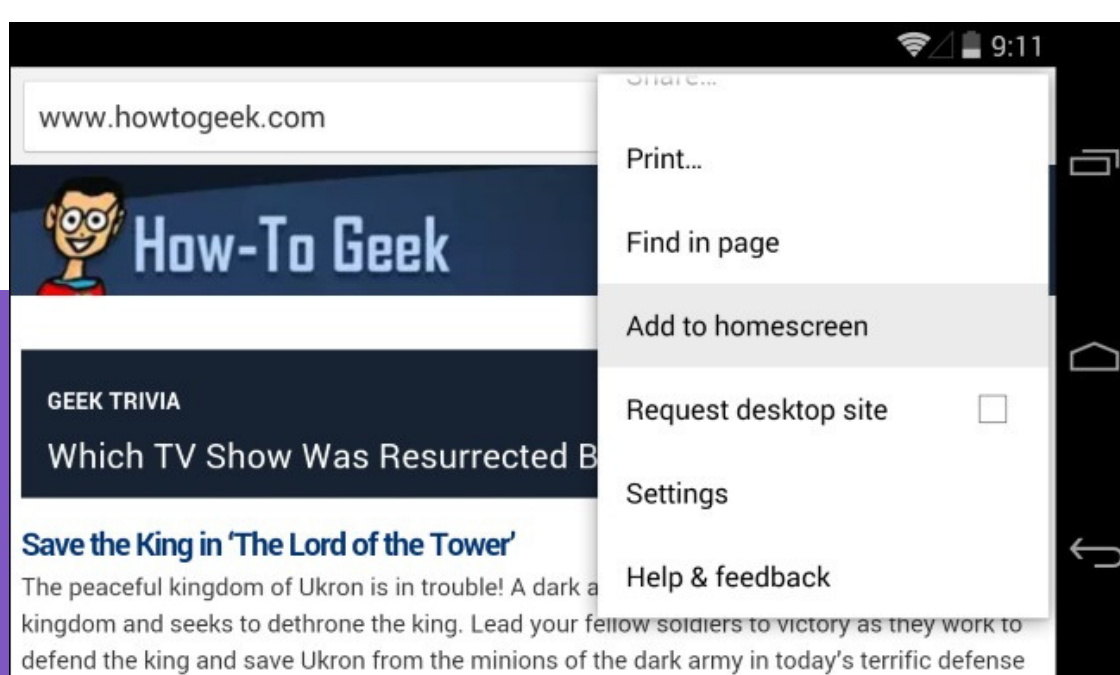 9:11
www.howtogeek.com
Share...
Print...
Find in page
Add to homescreen
Request desktop site
Settings
Help & feedback
How-To Geek
GEEK TRIVIA
Which TV Show Was Resurrected B
Save the King in ‘The Lord of the Tower’
The peaceful kingdom of Ukron is in trouble! A dark a
kingdom and seeks to dethrone the king. Lead your fellow soldiers to victory as they work to
defend the king and save Ukron from the minions of the dark army in today’s terrific defense